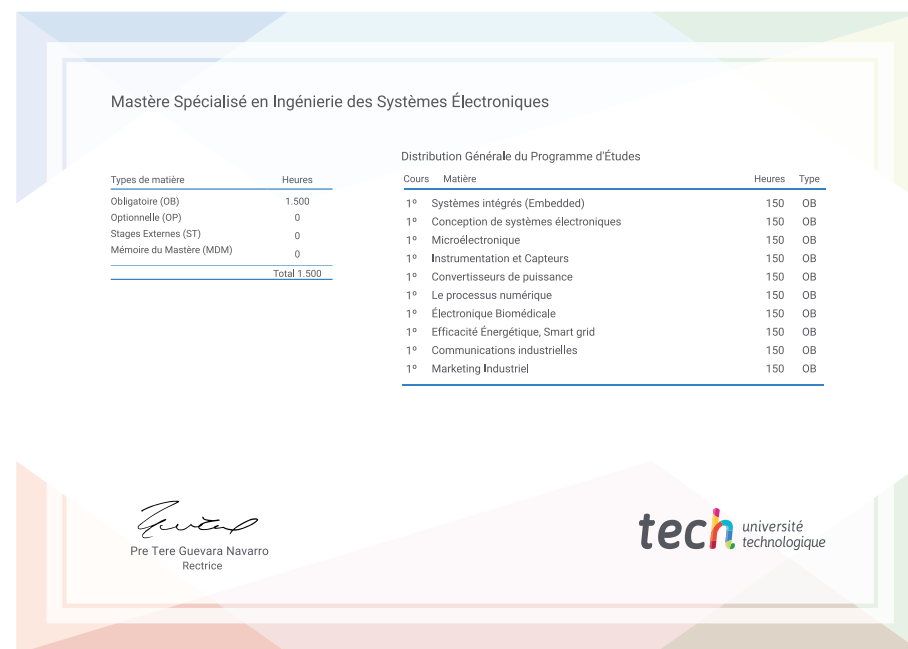 Mastère Spécialisé en Ingénierie des Systèmes Électroniques
Types de matière Heures
Obligatoire (OB) 1.500
Optionnelle (OP) 0
Stages Externes (ST) 0
Mémoire du Mastère (MDM) 0
Total 1.500
Distribution Générale du Programme d'Études
Cours Matière Heures Type
1º Systèmes intégrés (Embedded) 150 OB
1º Conception de systèmes électroniques 150 OB
1º Microélectronique 150 OB
1º Instrumentation et Capteurs 150 OB
1º Convertisseurs de puissance 150 OB
1º Le processus numérique 150 OB
1º Électronique Biomédicale 150 OB
1º Efficacité Énergétique, Smart grid 150 OB
1º Communications industrielles 150 OB
1º Marketing Industriel 150 OB
Pre Tere Guevara Navarro
Rectrice
tech université
technologique